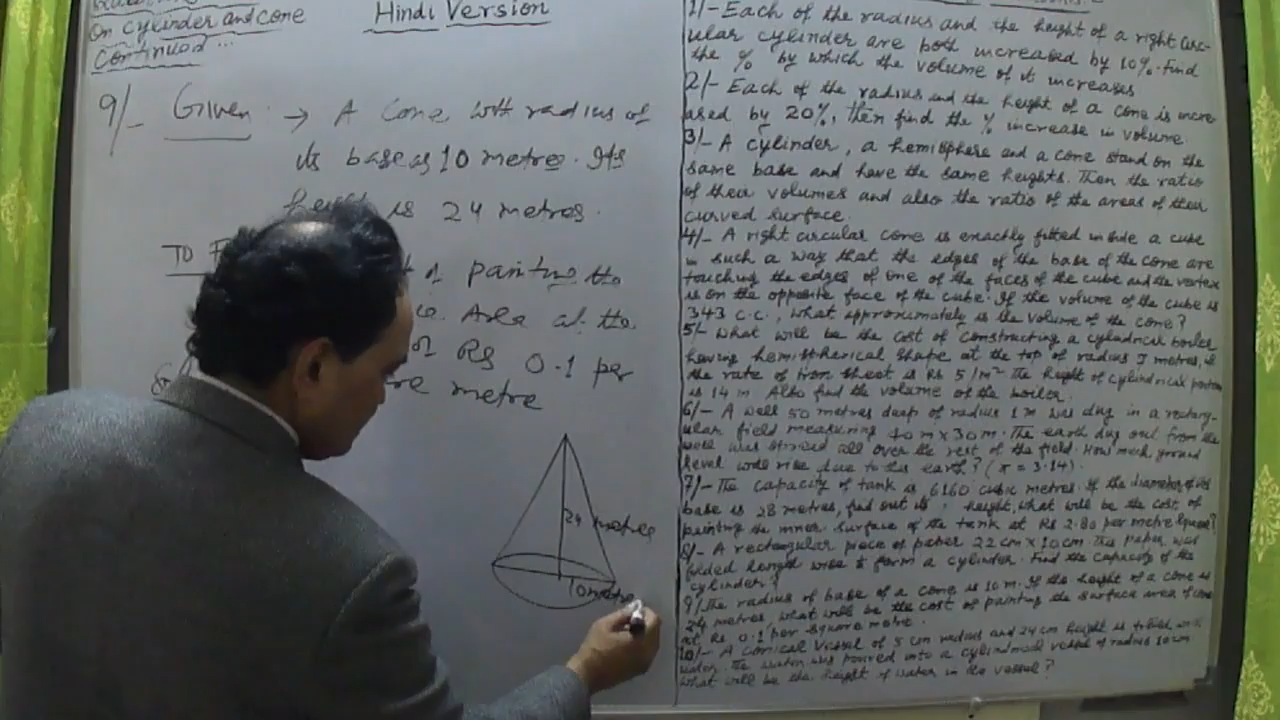 On cylinder and cone
Continued ...
Hindi Version
9/- Given → A cone with radius of
its base as 10 metre. Its
height is 24 metres.
To
of painting the
Area at the
of Rs 0.1 per
metre
24 metre
10 metre
1/- Each of the radius and the height of a right circ-
ular cylinder are both increased by 10%. Find
the % by which the volume of it increases
2/- Each of the radius and the height of a cone is incre
ased by 20%, then find the % increase in volume.
3/- A cylinder, a hemisphere and a cone stand on the
same base and have the same heights. Then the ratio
of their volumes and also the ratio of the areas of their
curved surface.
4/- A right circular cone is exactly fitted inside a cube
in such a way that the edges of the base of the cone are
touching the edges of one of the faces of the cube and the vertex
is on the opposite face of the cube. If the volume of the cube is
343 c.c., what approximately is the volume of the cone?
5/- What will be the cost of constructing a cylindrical boiler
having hemispherical shape at the top of radius 7 metres, if
the rate of iron sheet is Rs 5/m² The height of cylindrical portion
is 14 m. Also find the volume of the boiler.
6/- A well 50 metres deep of radius 1 m was dug in a rectang-
ular field measuring 40 m x 30 m. The earth dug out from the
well was spread all over the rest of the field. How much ground
level will rise due to this earth? (π = 3.14).
7/- The capacity of tank is 6160 cubic metres. If the diameter of its
base is 28 metres, find out its height, what will be the cost of
painting the inner surface of the tank at Rs 2.80 per metre square?
8/- A rectangular piece of paper 22 cm x 10 cm. The paper was
folded length wise to form a cylinder. Find the capacity of the
cylinder?
9/- The radius of base of a cone is 10 m. If the height of a cone is
24 metres, what will be the cost of painting the surface area of cone
at Rs 0.1 per square metre.
10/- A conical vessel of 5 cm radius and 24 cm height is filled with
water. The water was poured into a cylindrical vessel of radius 10 cm
What will be the height of water in the vessel?